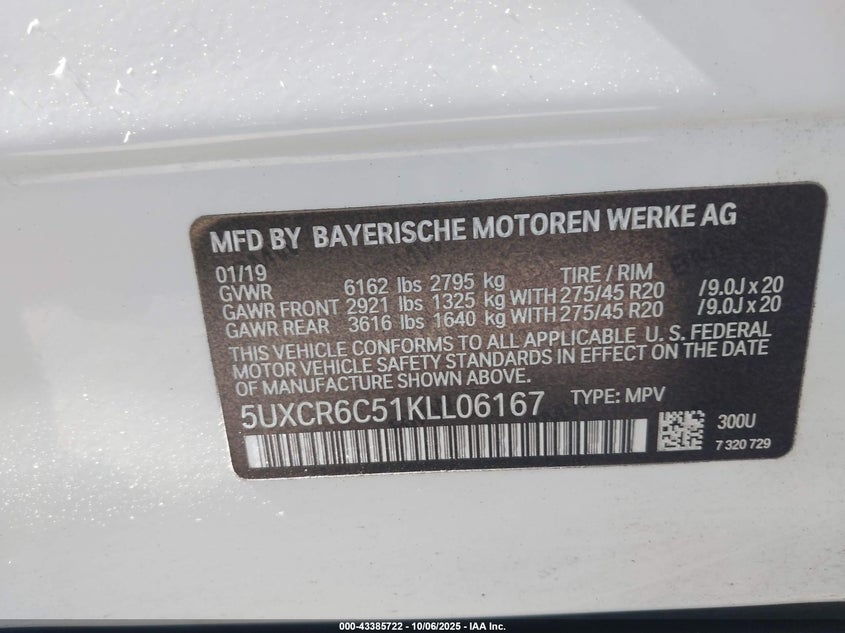 MFD BY BAYERISCHE MOTOREN WERKE AG
01/19 TIRE / RIM
GVWR 6162 lbs 2795 kg
GAWR FRONT 2921 lbs 1325 kg WITH 275/45 R20 /9.0J x 20
GAWR REAR 3616 lbs 1640 kg WITH 275/45 R20 /9.0J x 20
THIS VEHICLE CONFORMS TO ALL APPLICABLE U. S. FEDERAL
MOTOR VEHICLE SAFETY STANDARDS IN EFFECT ON THE DATE
OF MANUFACTURE SHOWN ABOVE.
5UXCR6C51KLL06167 TYPE: MPV
300U
7 320 729
000-43385722 - 10/06/2025 - IAA Inc.